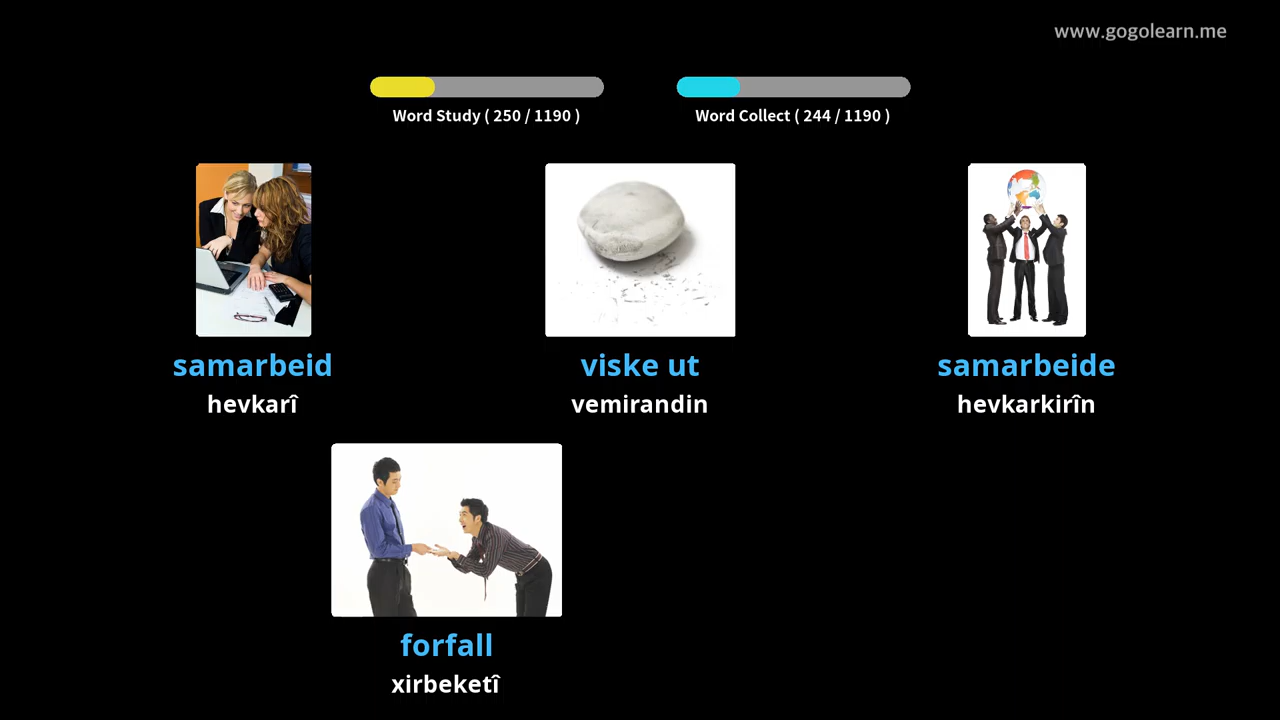 www.gogolearn.me
Word Study ( 250 / 1190 )
Word Collect ( 244 / 1190 )
samarbeid
hevkarî
viske ut
vemirandin
samarbeide
hevkarkirîn
forfall
xirbeketî